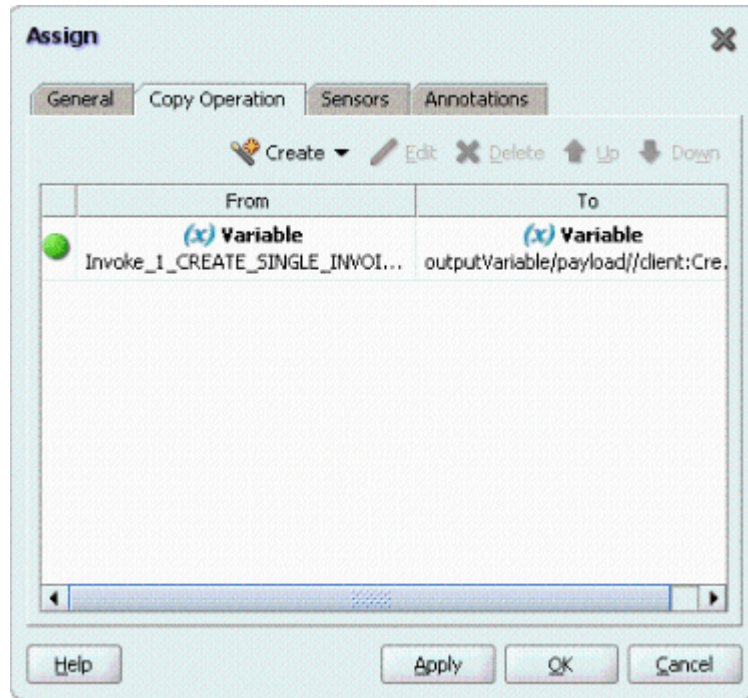 Assign
General Copy Operation Sensors Annotations
Create Edit Delete Up Down
From To
(x) Variable (x) Variable
Invoke_1_CREATE_SINGLE_INVOI... outputVariable/payload//client:Cre.
Help Apply OK Cancel